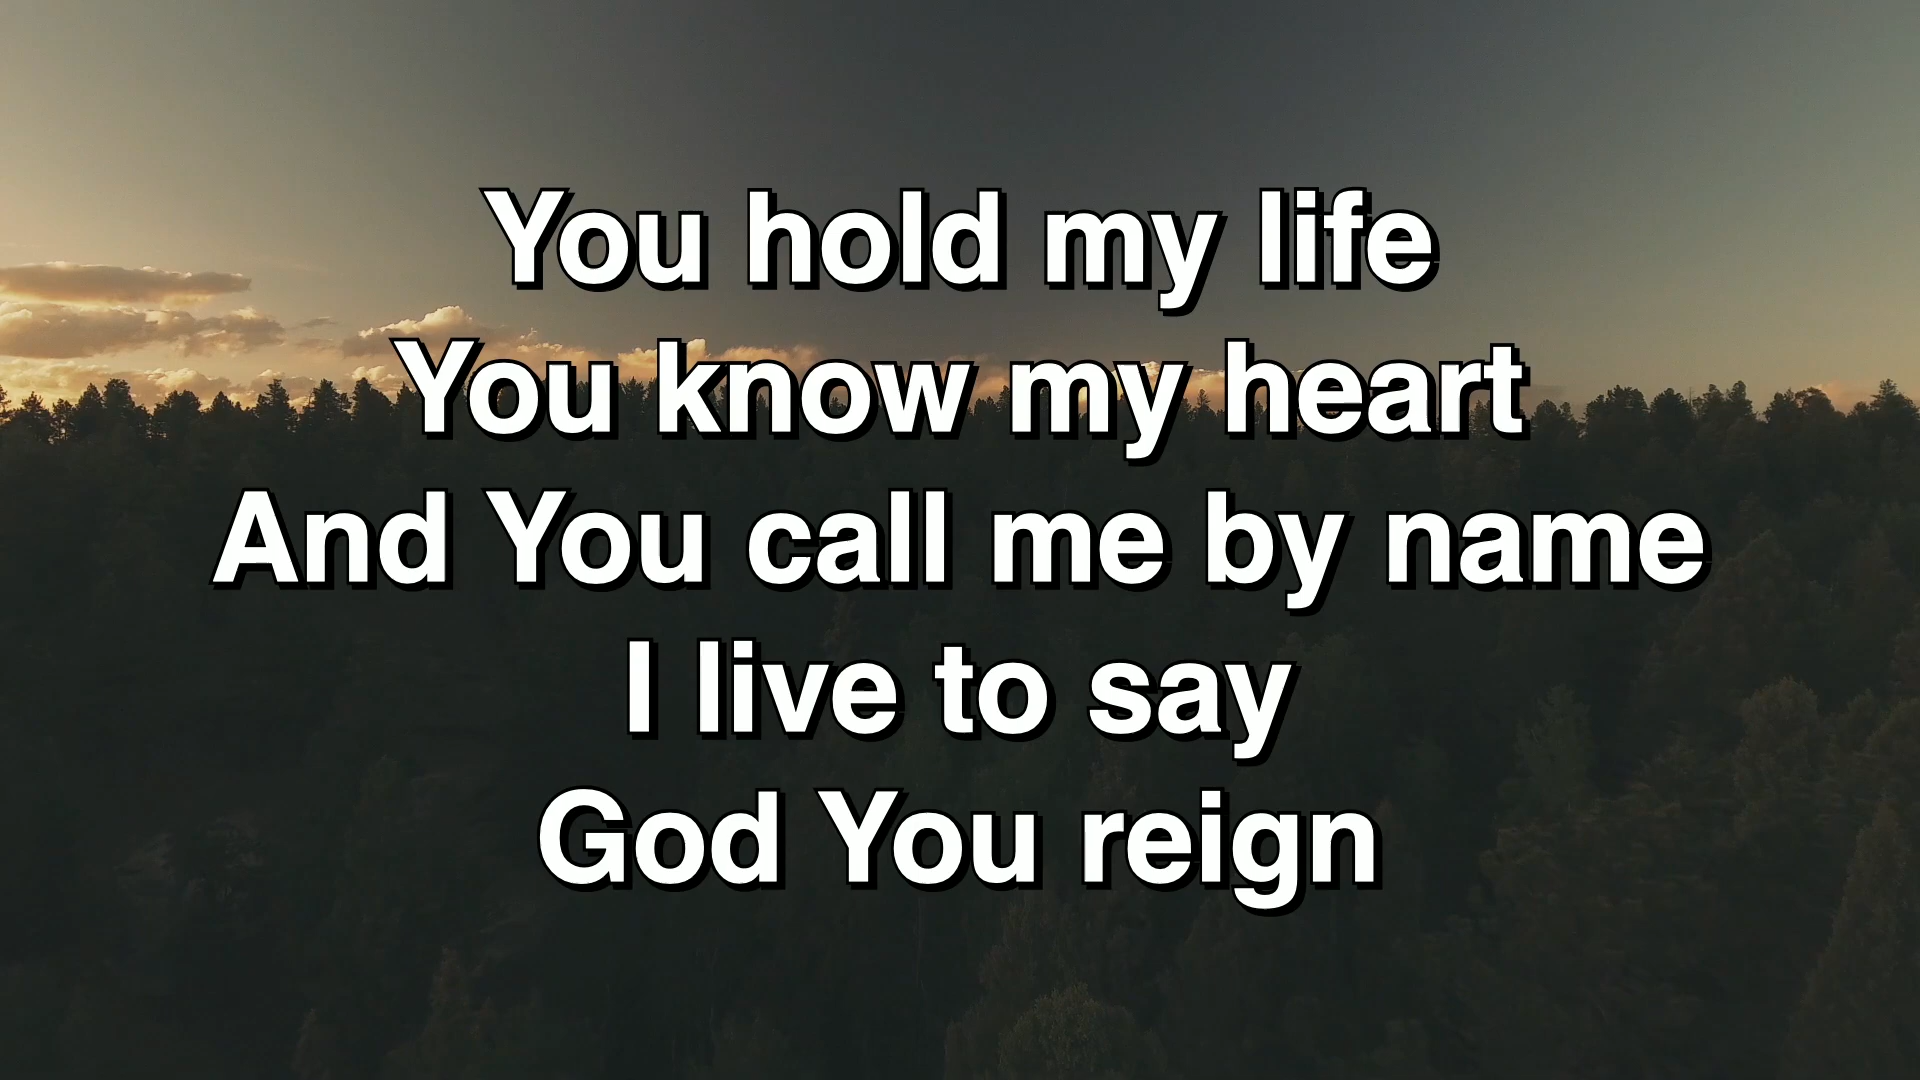 You hold my life
You know my heart
And You call me by name
I live to say
God You reign